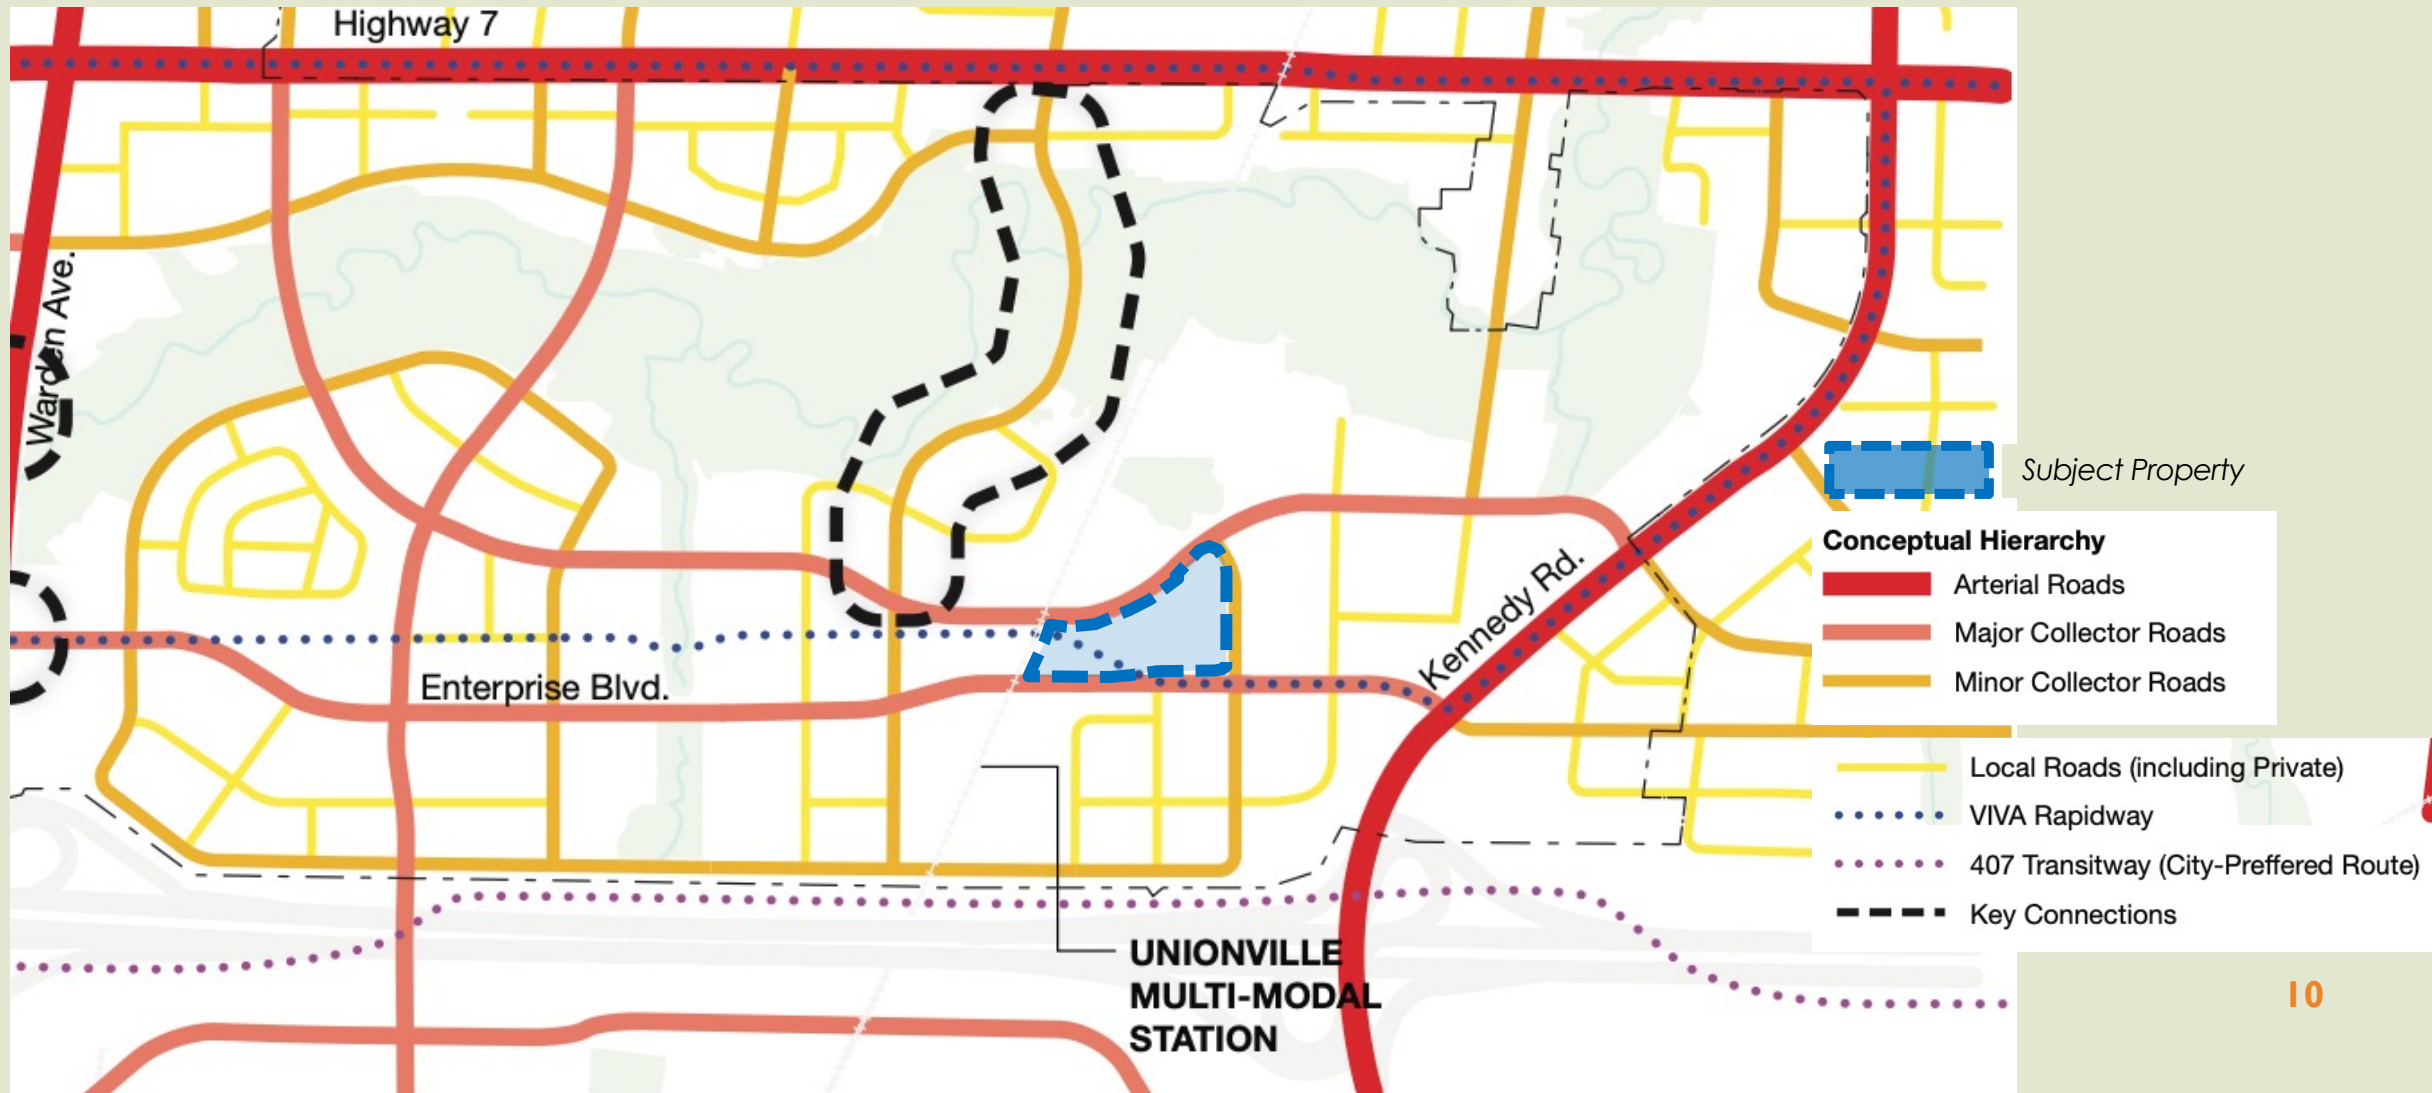 Highway 7
Warden Ave.
Subject Property
Conceptual Hierarchy
Arterial Roads
Kennedy Rd.
Major Collector Roads
Enterprise Blvd.
Minor Collector Roads
Local Roads (including Private)
VIVA Rapidway
407 Transitway (City-Preffered Route)
Key Connections
UNIONVILLE
MULTI-MODAL
STATION
10